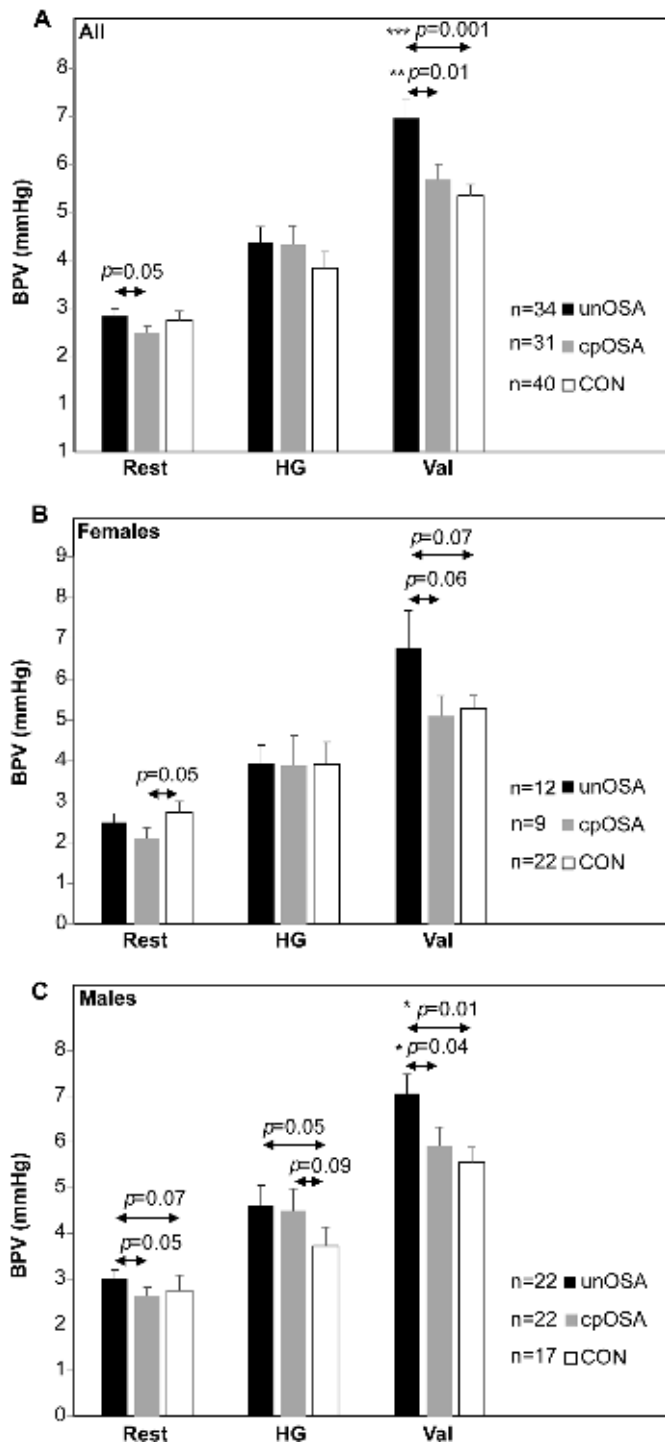 A All
*** p=0.001
** p=0.01
p=0.05
8
7
6
5
4
3
2
1
1
BPV (mmHg)
n=34 unOSA
n=31 cpOSA
n=40 CON
Rest HG Val
B Females
p=0.07
p=0.06
p=0.05
9
8
7
6
5
4
3
2
1
0
BPV (mmHg)
n=12 unOSA
n=9 cpOSA
n=22 CON
Rest HG Val
C Males
* p=0.01
* p=0.04
p=0.05
p=0.09
p=0.07
p=0.05
8
7
6
5
4
3
2
1
0
BPV (mmHg)
n=22 unOSA
n=22 cpOSA
n=17 CON
Rest HG Val